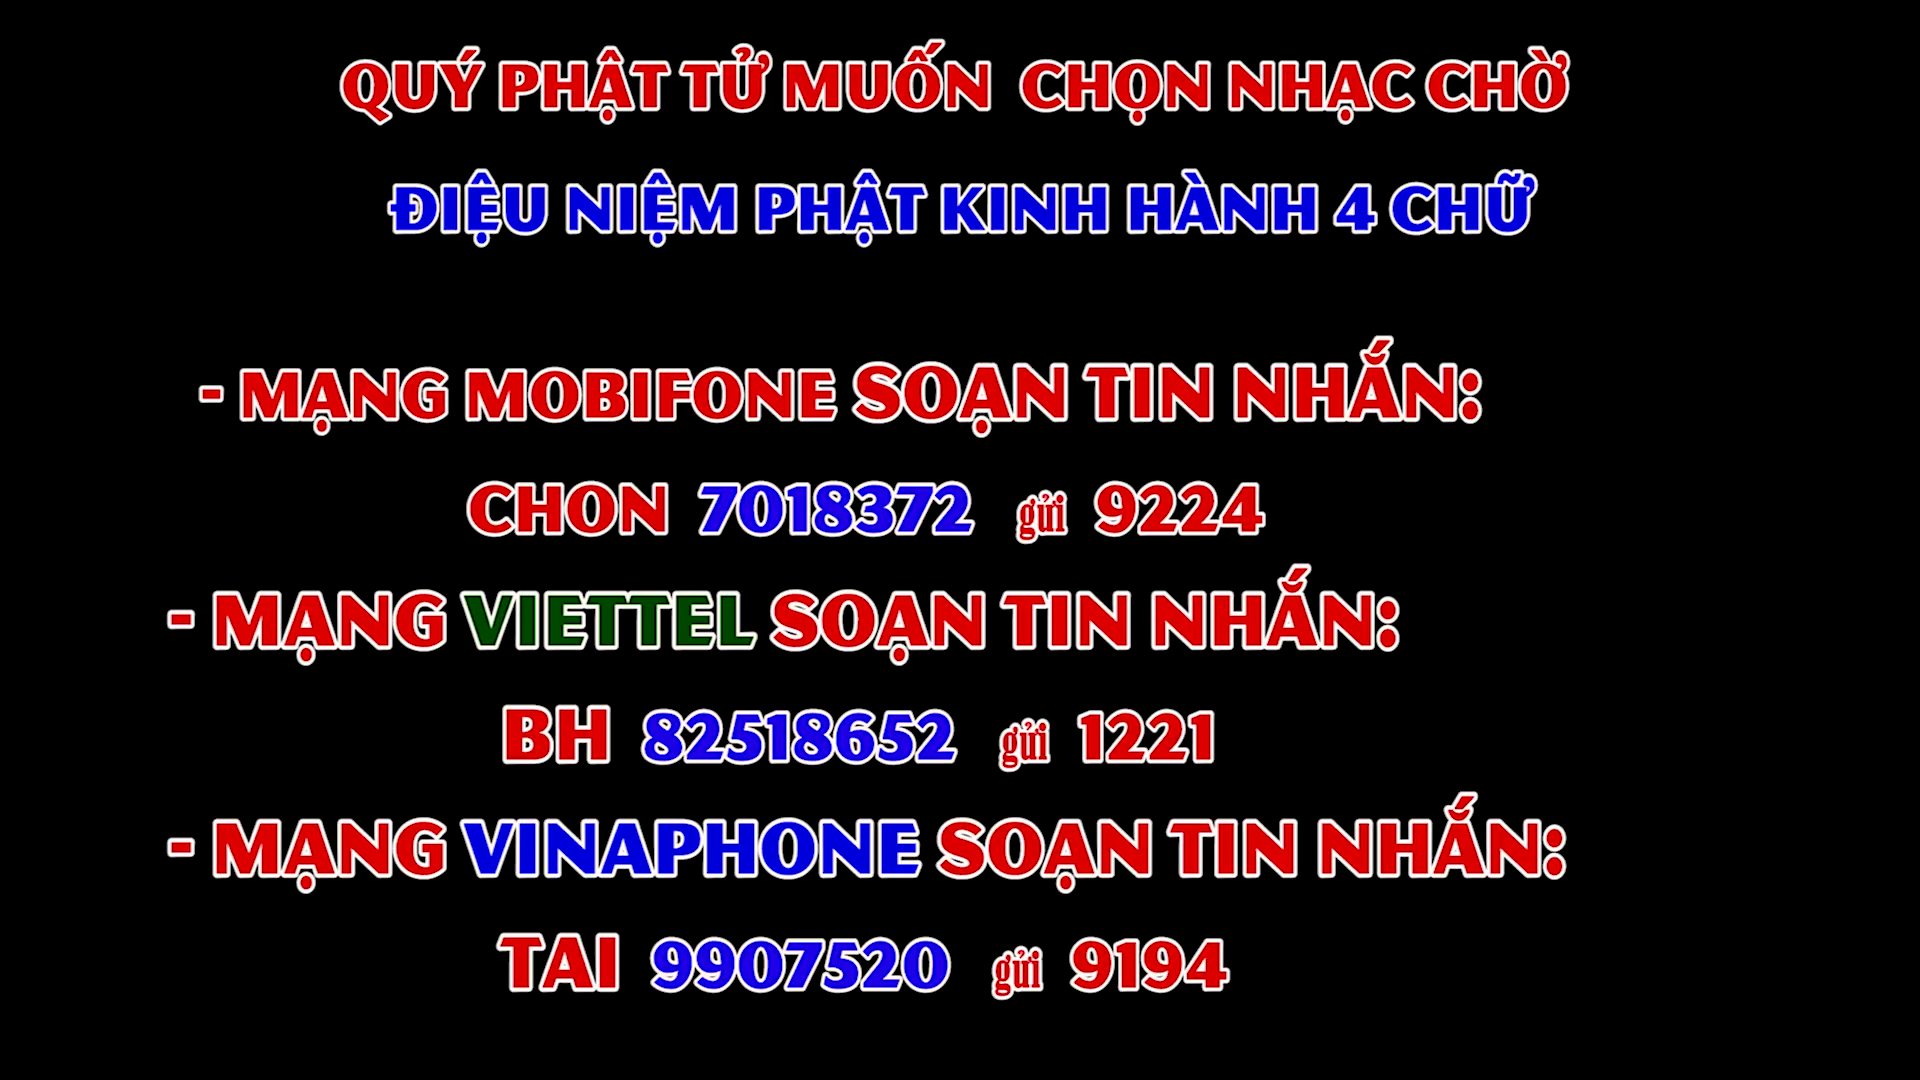 QUÝ PHẬT TỬ MUỐN CHỌN NHẠC CHỜ
ĐIỆU NIỆM PHẬT KINH HÀNH 4 CHỮ
- MẠNG MOBIFONE SOẠN TIN NHẮN:
CHON 7018372 gửi 9224
- MẠNG VIETTEL SOẠN TIN NHẮN:
BH 82518652 gửi 1221
- MẠNG VINAPHONE SOẠN TIN NHẮN:
TAI 9907520 gửi 9194